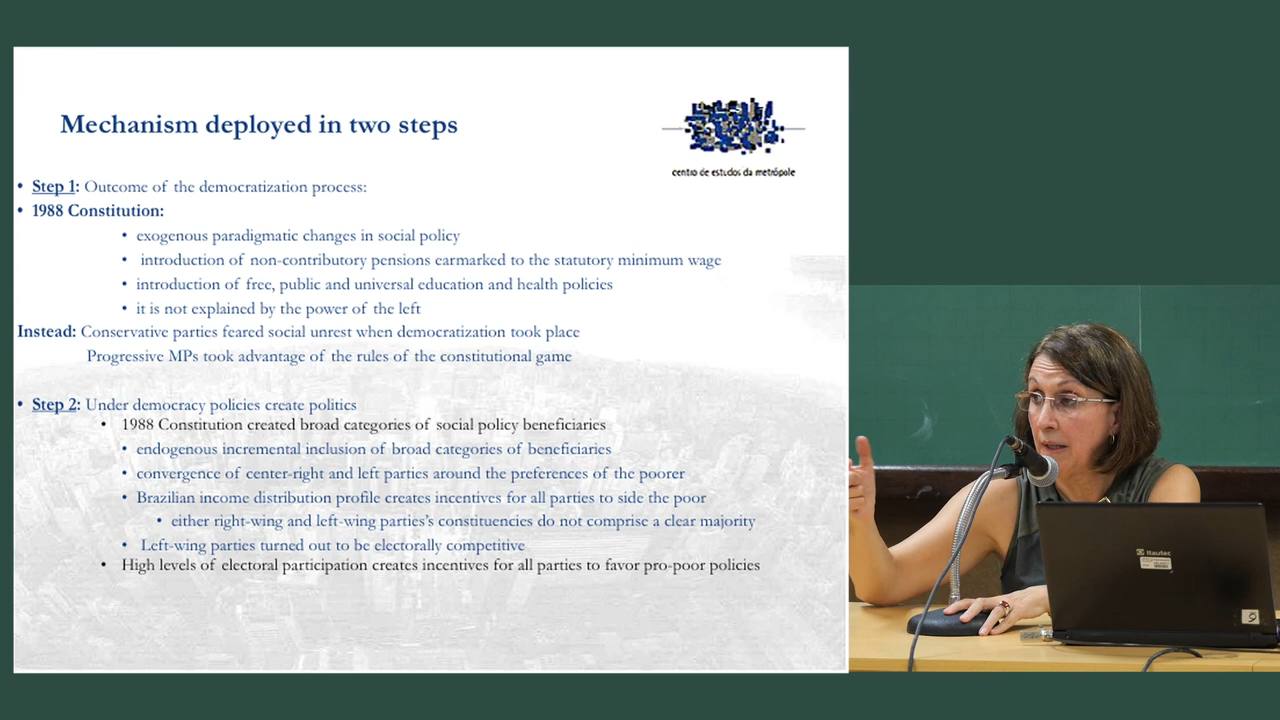 Mechanism deployed in two steps
centro de estudos da metrópole
• Step 1: Outcome of the democratization process:
• 1988 Constitution:
• exogenous paradigmatic changes in social policy
• introduction of non-contributory pensions earmarked to the statutory minimum wage
• introduction of free, public and universal education and health policies
• it is not explained by the power of the left
Instead: Conservative parties feared social unrest when democratization took place
Progressive MPs took advantage of the rules of the constitutional game
• Step 2: Under democracy policies create politics
• 1988 Constitution created broad categories of social policy beneficiaries
• endogenous incremental inclusion of broad categories of beneficiaries
• convergence of center-right and left parties around the preferences of the poorer
• Brazilian income distribution profile creates incentives for all parties to side the poor
• either right-wing and left-wing parties's constituencies do not comprise a clear majority
• Left-wing parties turned out to be electorally competitive
• High levels of electoral participation creates incentives for all parties to favor pro-poor policies
Itautec